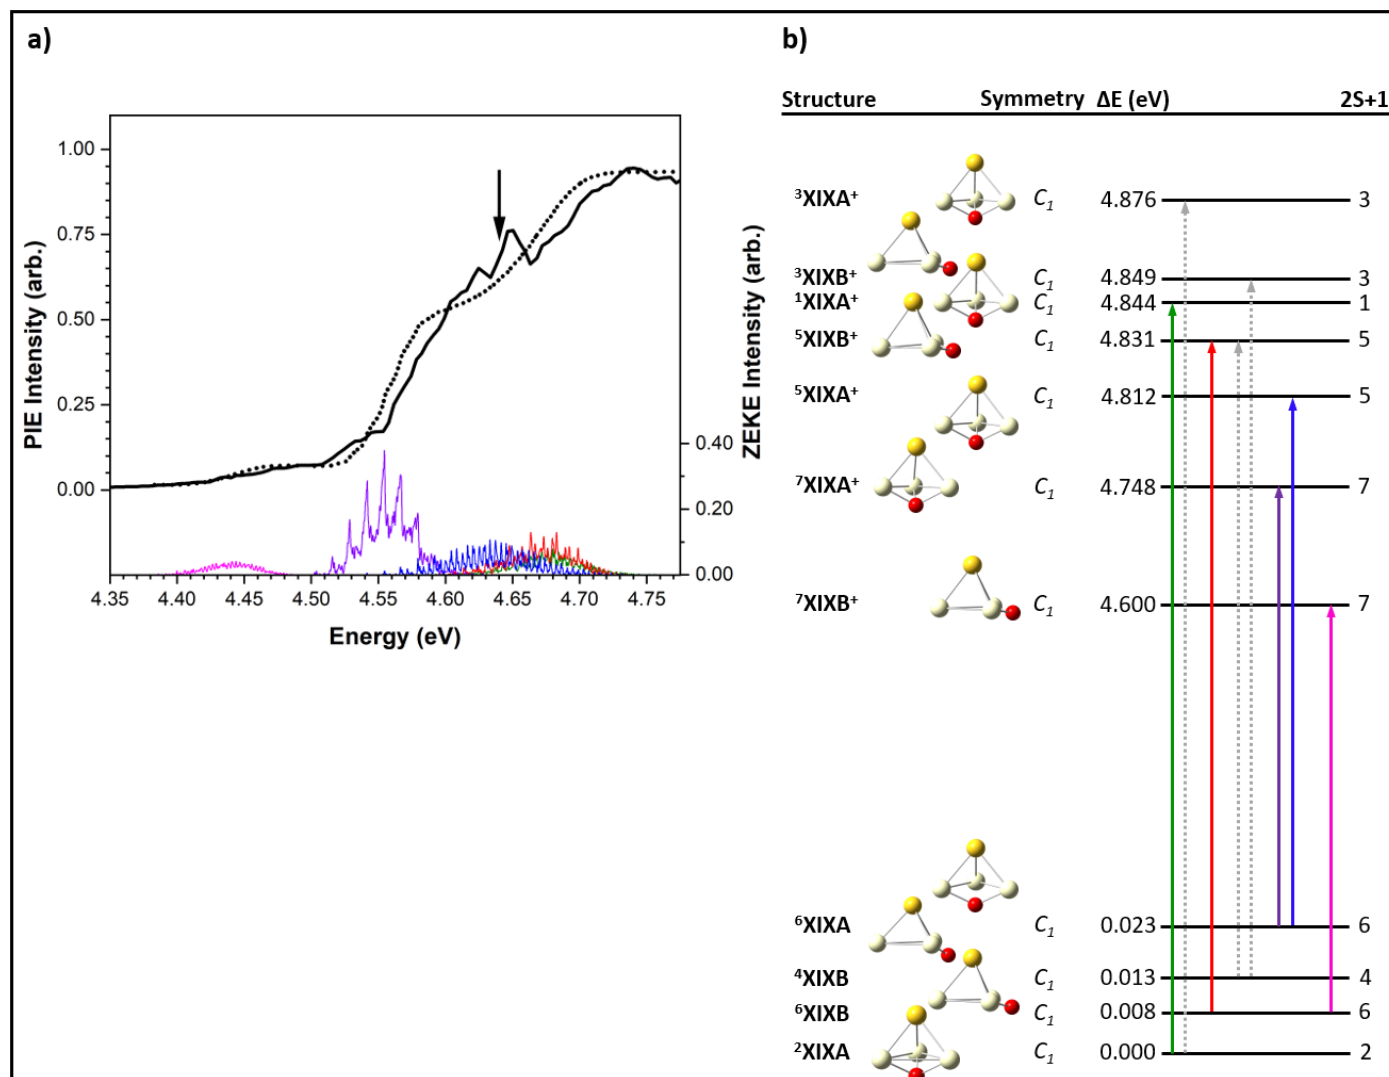 a)
PIE Intensity (arb.)
1.00
0.75
0.50
0.25
0.00
ZEKE Intensity (arb.)
0.40
0.20
0.00
4.35 4.40 4.45 4.50 4.55 4.60 4.65 4.70 4.75
Energy (eV)
b)
Structure Symmetry ΔE (eV) 2S+1
³XIXA⁺ C₁ 4.876 3
³XIXB⁺ C₁ 4.849 3
¹XIXA⁺ C₁ 4.844 1
⁵XIXB⁺ C₁ 4.831 5
⁵XIXA⁺ C₁ 4.812 5
⁷XIXA⁺ C₁ 4.748 7
⁷XIXB⁺ C₁ 4.600 7
⁶XIXA C₁ 0.023 6
⁴XIXB C₁ 0.013 4
⁶XIXB C₁ 0.008 6
²XIXA C₁ 0.000 2